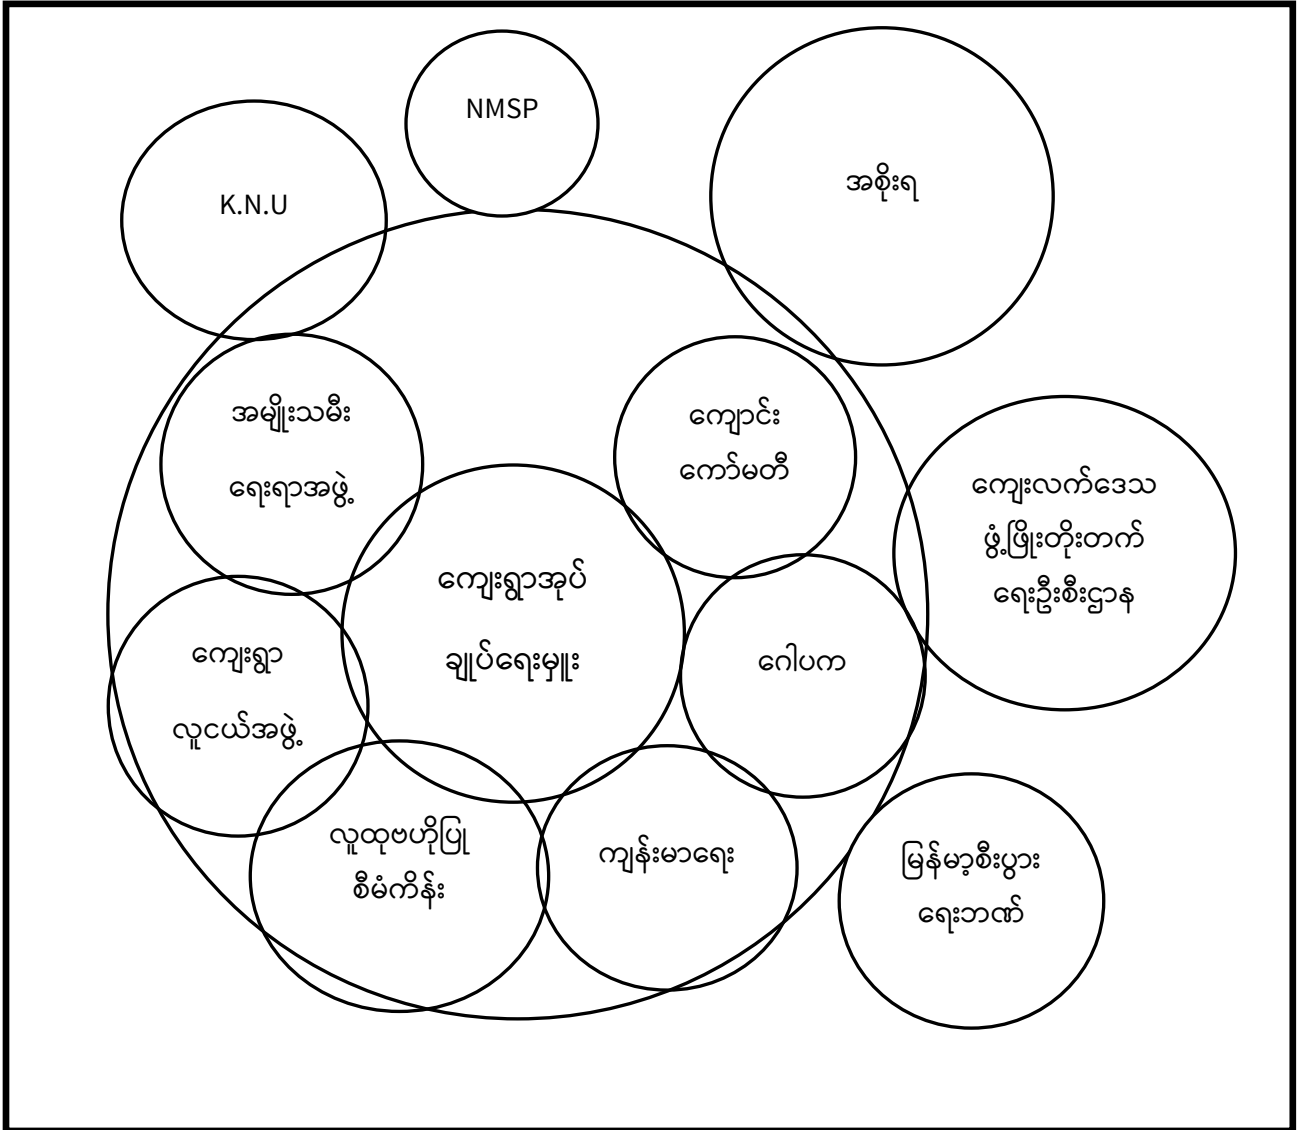 NMSP
K.N.U
အစိုးရ
အမျိုးသမီး
ရေးရာအဖွဲ့
ကျောင်း
ကော်မတီ
ကျေးလက်ဒေသ
ဖွံ့ဖြိုးတိုးတက်
ရေးဦးစီးဌာန
ကျေးရွာအုပ်
ချုပ်ရေးမှူး
ကျေးရွာ
လူငယ်အဖွဲ့
ဂေါပက
လူထုဗဟိုပြု
စီမံကိန်း
ကျန်းမာရေး
မြန်မာ့စီးပွား
ရေးဘဏ်